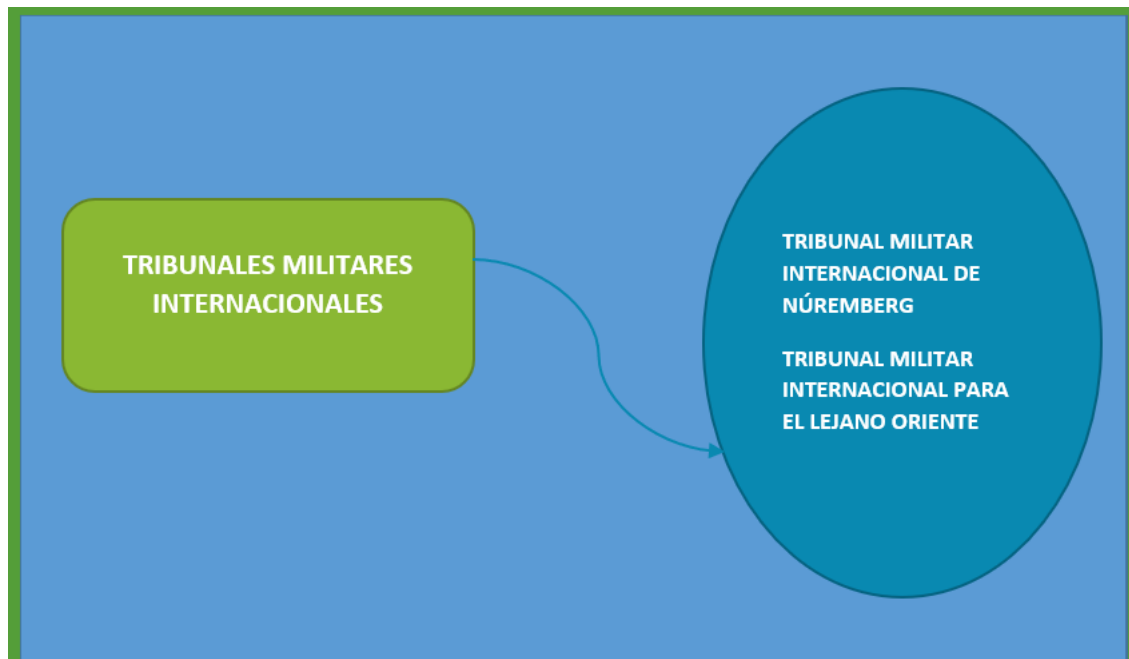 TRIBUNALES MILITARES
INTERNACIONALES
TRIBUNAL MILITAR
INTERNACIONAL DE
NÚREMBERG
TRIBUNAL MILITAR
INTERNACIONAL PARA
EL LEJANO ORIENTE